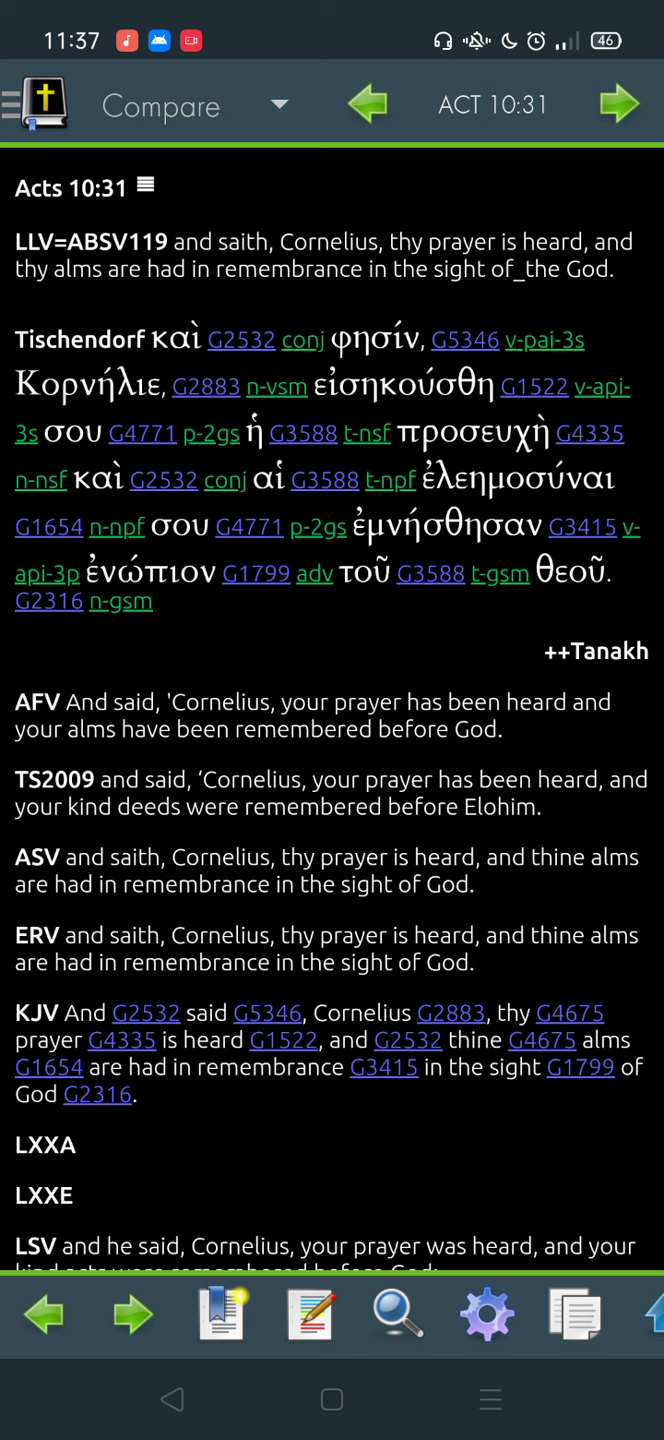 11:37
46
Compare
ACT 10:31
Acts 10:31
LLV=ABSV119 and saith, Cornelius, thy prayer is heard, and
thy alms are had in remembrance in the sight of_the God.
Tischendorf καὶ G2532 conj φησίν, G5346 v-pai-3s
Κορνήλιε, G2883 n-vsm εἰσηκούσθη G1522 v-api-
3s σου G4771 p-2gs ἡ G3588 t-nsf προσευχὴ G4335
n-nsf καὶ G2532 conj αἱ G3588 t-npf ἐλεημοσύναι
G1654 n-npf σου G4771 p-2gs ἐμνήσθησαν G3415 v-
api-3p ἐνώπιον G1799 adv τοῦ G3588 t-gsm θεοῦ.
G2316 n-gsm
++Tanakh
AFV And said, 'Cornelius, your prayer has been heard and
your alms have been remembered before God.
TS2009 and said, ‘Cornelius, your prayer has been heard, and
your kind deeds were remembered before Elohim.
ASV and saith, Cornelius, thy prayer is heard, and thine alms
are had in remembrance in the sight of God.
ERV and saith, Cornelius, thy prayer is heard, and thine alms
are had in remembrance in the sight of God.
KJV And G2532 said G5346, Cornelius G2883, thy G4675
prayer G4335 is heard G1522, and G2532 thine G4675 alms
G1654 are had in remembrance G3415 in the sight G1799 of
God G2316.
LXXA
LXXE
LSV and he said, Cornelius, your prayer was heard, and your